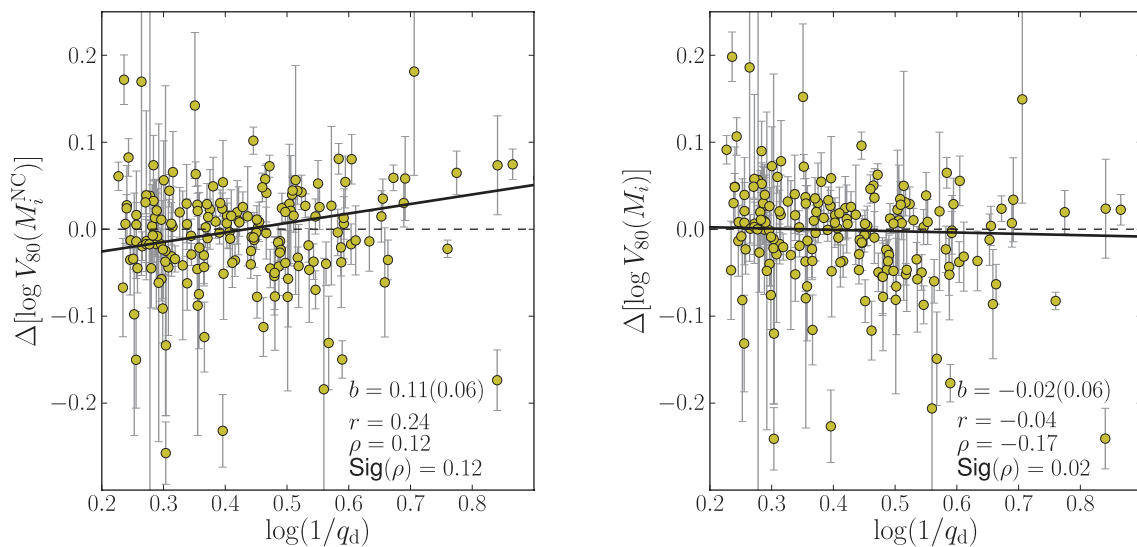 Δ[log V₈₀(Mᵢᴺᶜ)]
0.2
0.1
0.0
−0.1
−0.2
b = 0.11(0.06)
r = 0.24
ρ = 0.12
Sig(ρ) = 0.12
0.2 0.3 0.4 0.5 0.6 0.7 0.8
log(1/q_d)
Δ[log V₈₀(Mᵢ)]
0.2
0.1
0.0
−0.1
−0.2
b = −0.02(0.06)
r = −0.04
ρ = −0.17
Sig(ρ) = 0.02
0.2 0.3 0.4 0.5 0.6 0.7 0.8
log(1/q_d)